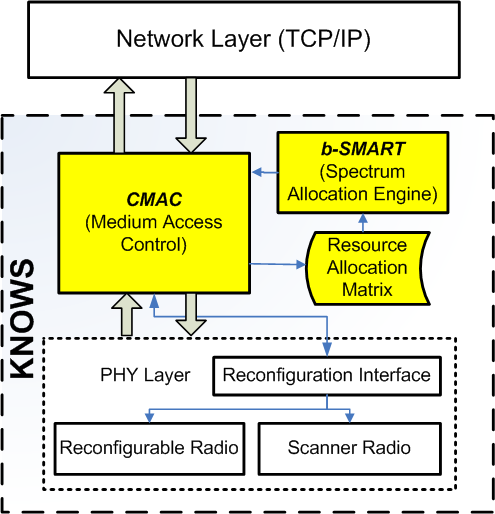 Network Layer (TCP/IP)
CMAC
(Medium Access
Control)
b-SMART
(Spectrum
Allocation Engine)
Resource
Allocation
Matrix
KNOWS
PHY Layer
Reconfiguration Interface
Reconfigurable Radio
Scanner Radio